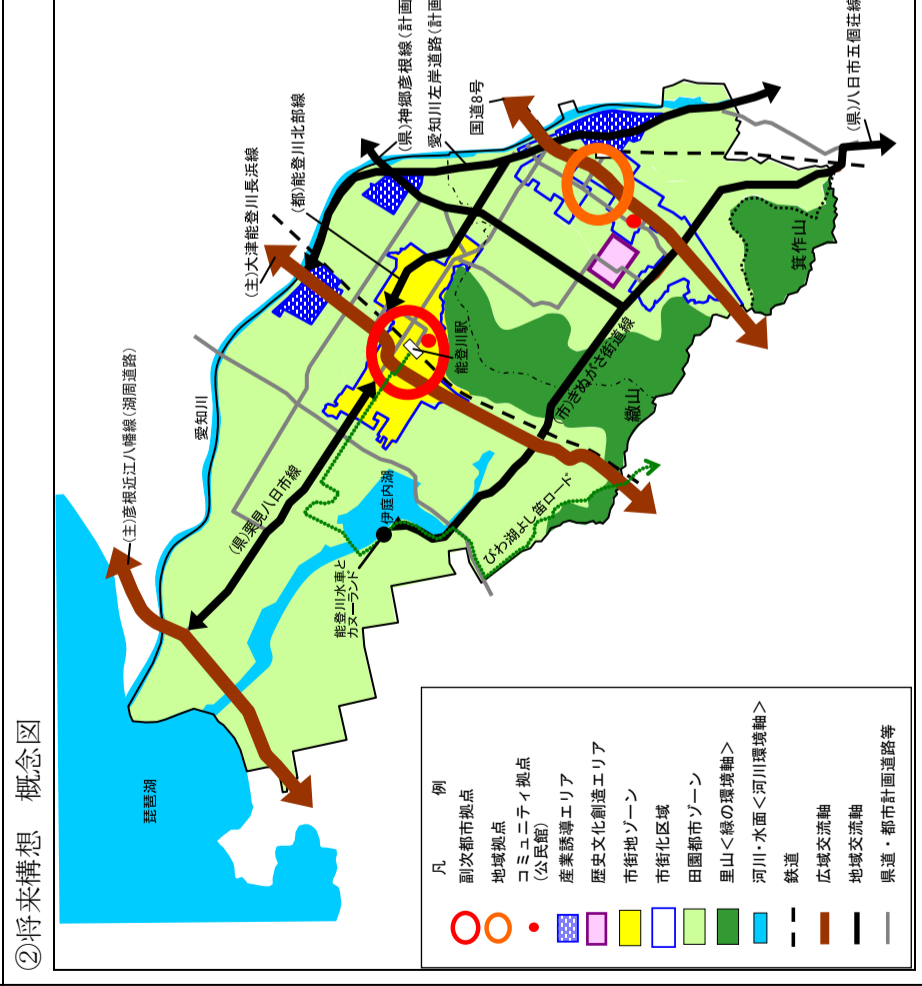 ②将来構想 概念図
(主)彦根近江八幡線(湖周道路)
愛知川
(主)大津能登川長浜線
(都)能登川北部線
(県)神郷彦根線(計画
愛知川左岸道路(計画
国道8号
(県)八日市五個荘線
琵琶湖
(県)栗見八日市線
伊庭内湖
能登川水車と
カヌーランド
びわ湖よし笛ロード
能登川駅
(市)きぬがさ街道線
繖山
箕作山
凡 例
副次都市拠点
地域拠点
コミュニティ拠点
(公民館)
産業誘導エリア
歴史文化創造エリア
市街地ゾーン
市街化区域
田園都市ゾーン
里山<緑の環境軸>
河川・水面<河川環境軸>
鉄道
広域交流軸
地域交流軸
県道・都市計画道路等